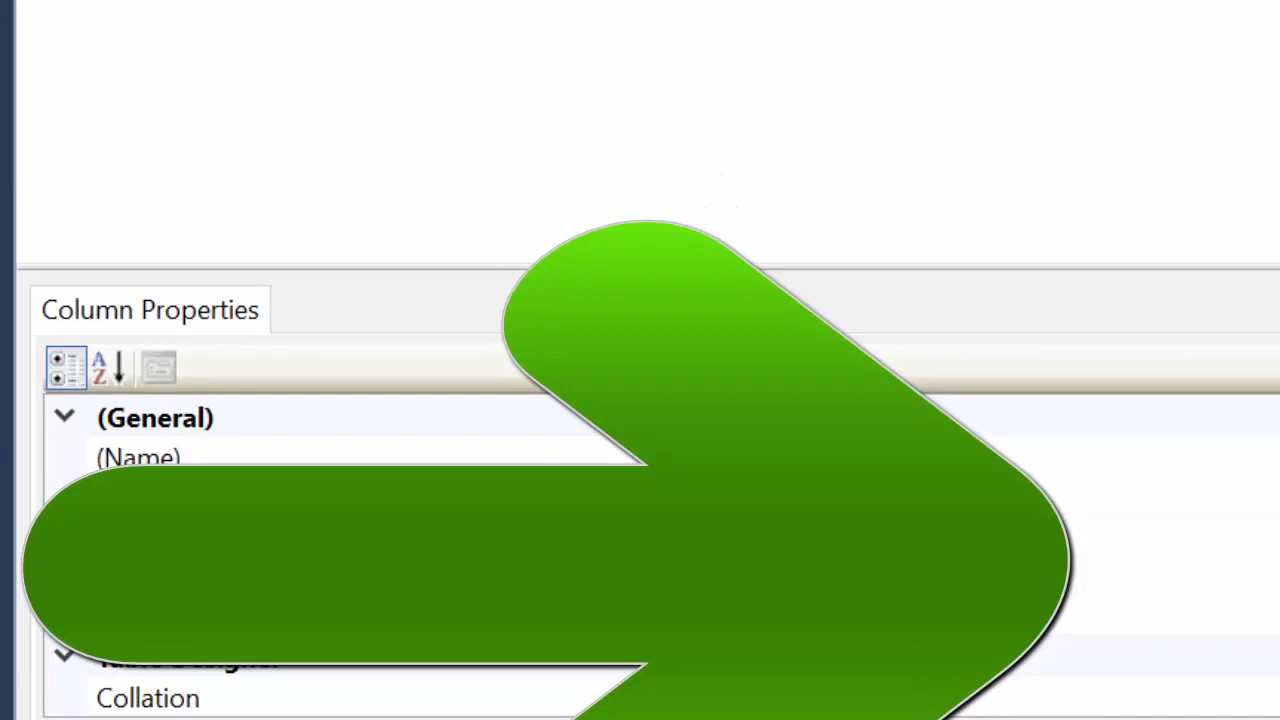 Column Properties
A
Z
(General)
(Name)
Collation